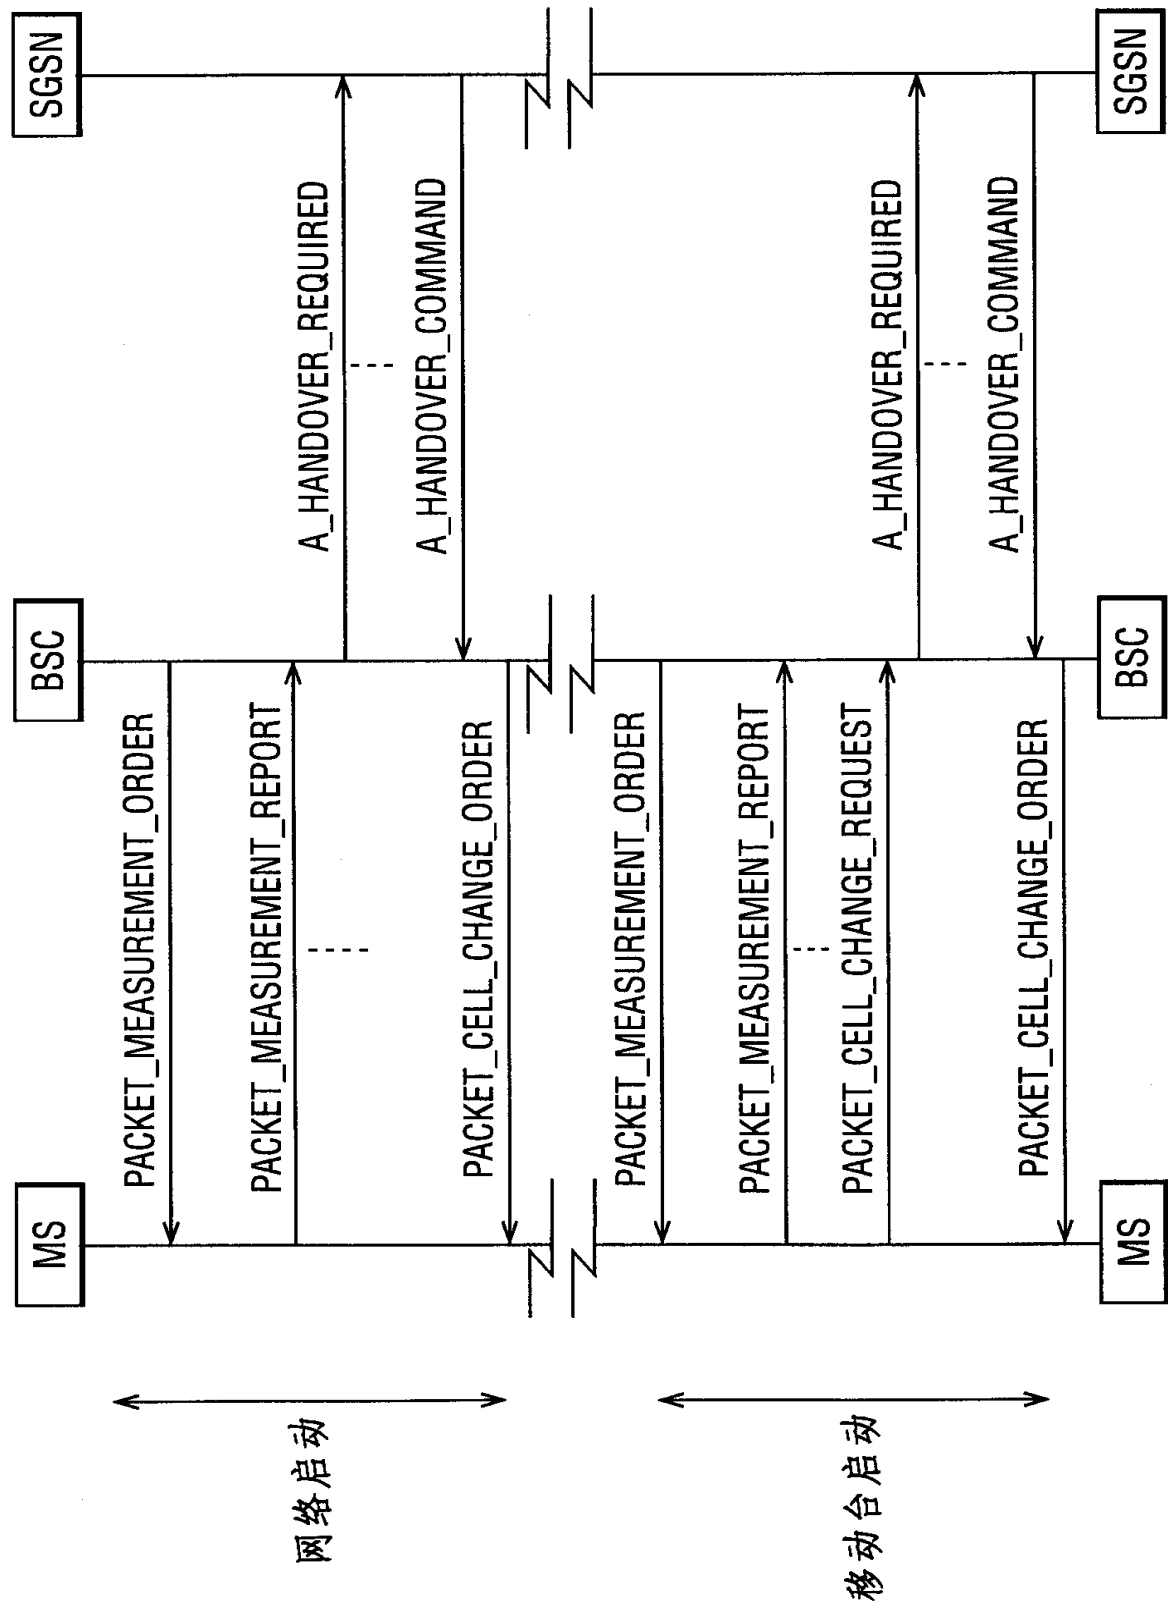 MS
BSC
SGSN
网络启动
PACKET_MEASUREMENT_ORDER
PACKET_MEASUREMENT_REPORT
A_HANDOVER_REQUIRED
A_HANDOVER_COMMAND
PACKET_CELL_CHANGE_ORDER
移动台启动
PACKET_MEASUREMENT_ORDER
PACKET_MEASUREMENT_REPORT
PACKET_CELL_CHANGE_REQUEST
A_HANDOVER_REQUIRED
A_HANDOVER_COMMAND
PACKET_CELL_CHANGE_ORDER
MS
BSC
SGSN